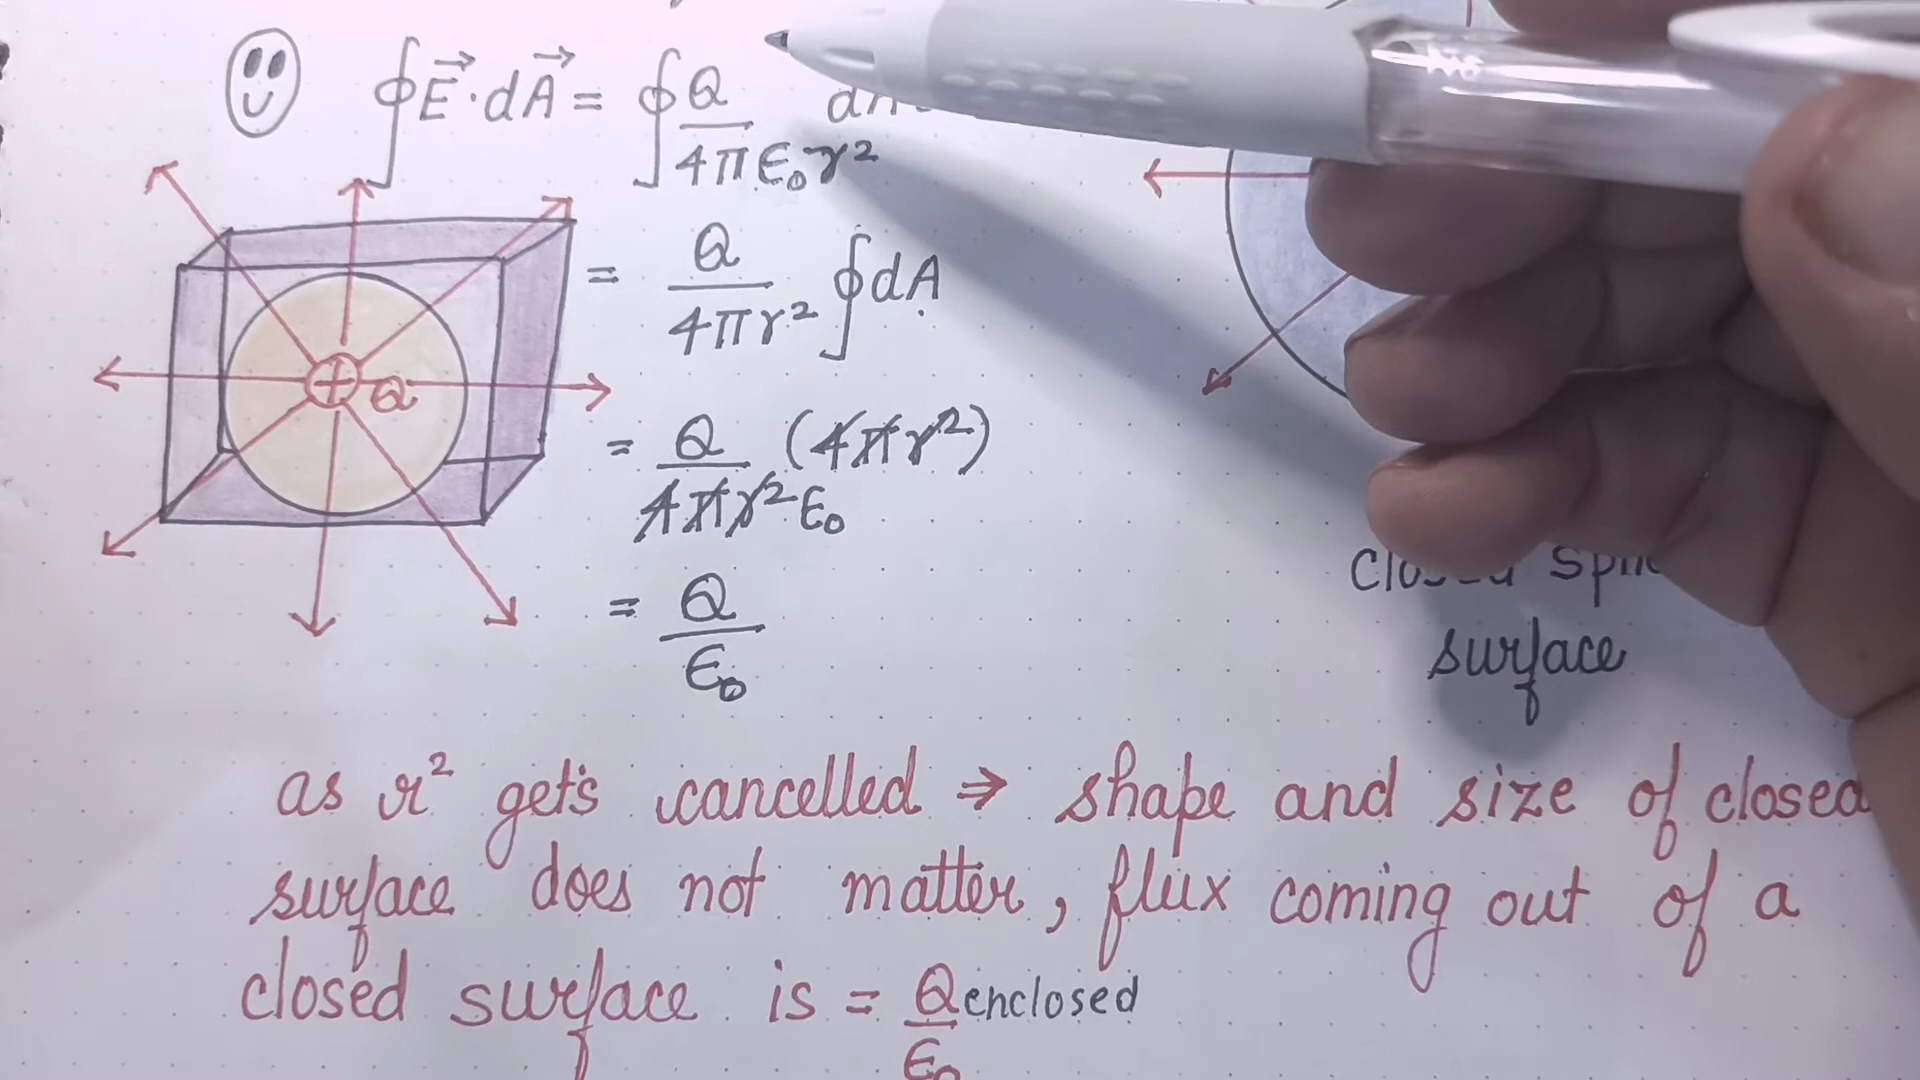 ∮E⃗·dA⃗ = ∮ Q / 4πϵ₀r² dA
= Q / 4πr² ∮dA
Q
= Q / 4πr²ϵ₀ (4πr²)
= Q / ϵ₀
surface
as r² gets cancelled ⇒ shape and size of closed
surface does not matter, flux coming out of a
closed surface is = Qenclosed / ϵ₀